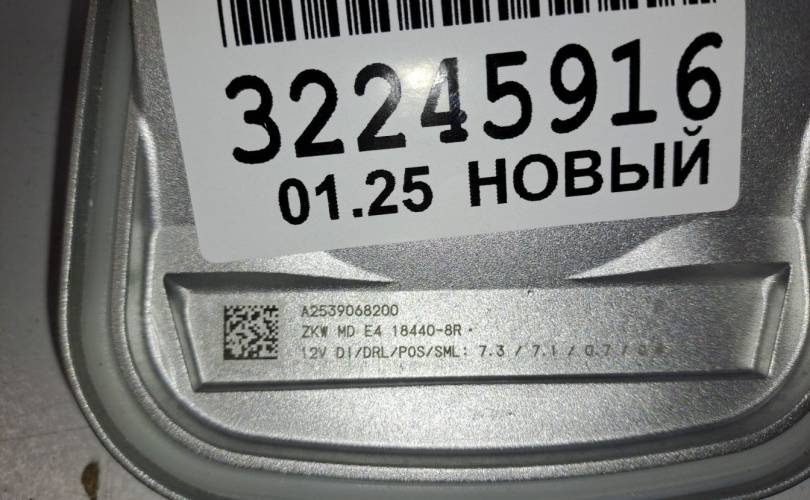 32245916
01.25 НОВЫЙ
A2539068200
ZKW MD E4 18440-8R
12V DI/DRL/POS/SML: 7.3 / 7.1 / 0.7 /